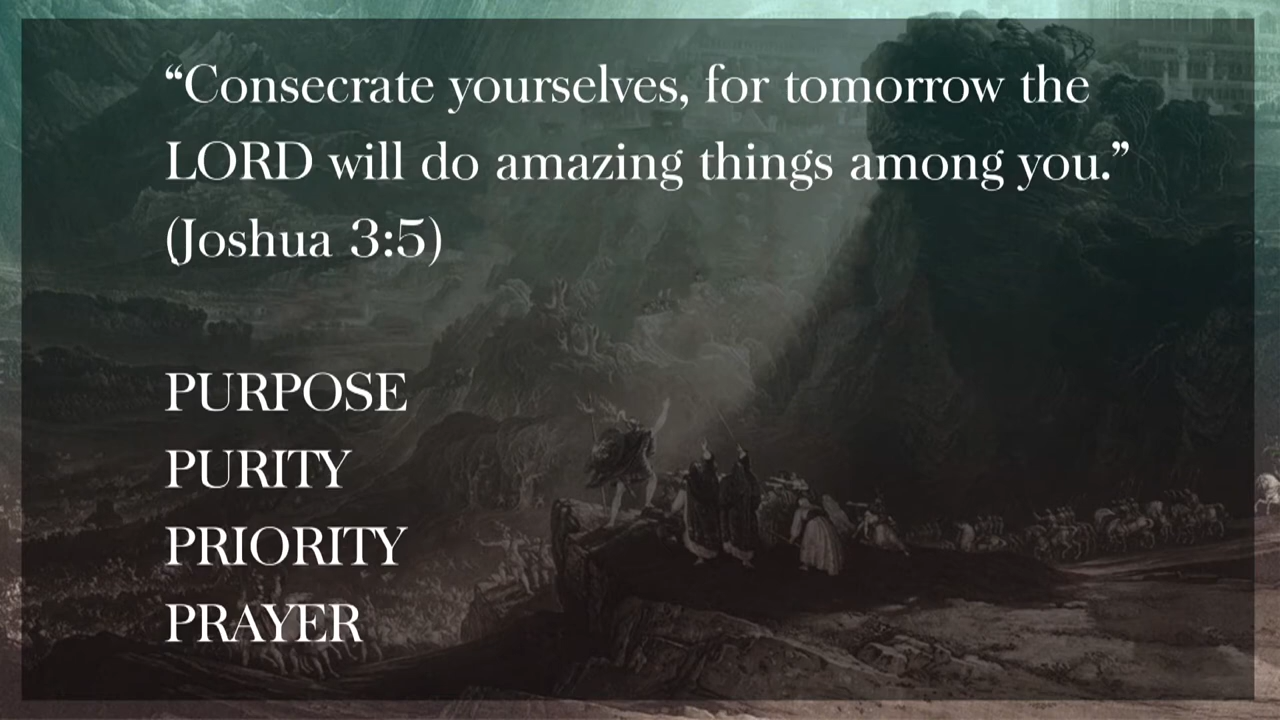 “Consecrate yourselves, for tomorrow the
LORD will do amazing things among you.”
(Joshua 3:5)
PURPOSE
PURITY
PRIORITY
PRAYER